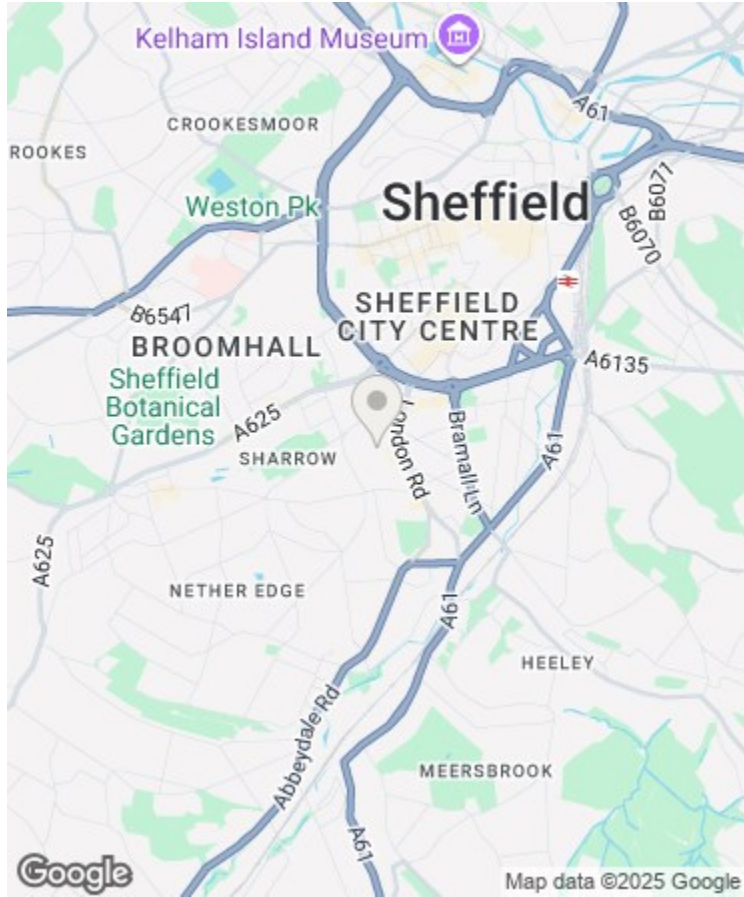 Kelham Island Museum
A61
CROOKESMOOR
ROOKES
B6071
Weston Pk
Sheffield
B6070
SHEFFIELD
CITY CENTRE
B6547
BROOMHALL
A6135
Sheffield
Botanical
Gardens
A625
London Rd
Bramall Ln
A61
SHARROW
A625
NETHER EDGE
A61
HEELEY
Abbeydale Rd
MEERSBROOK
A61
Google
Map data ©2025 Google